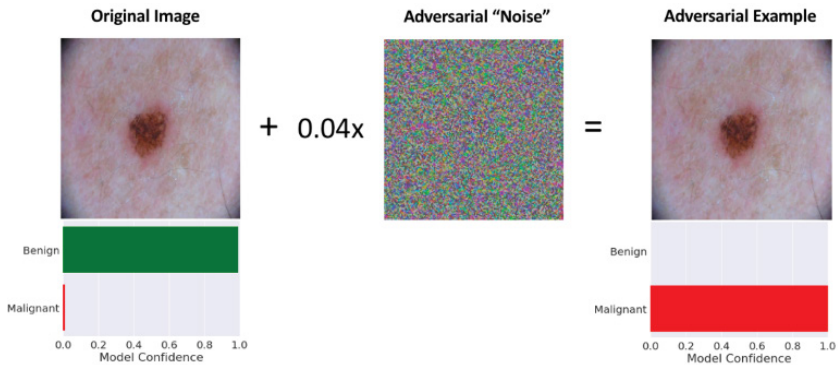 Original Image
Adversarial “Noise”
Adversarial Example
+ 0.04x
=
Benign
Malignant
0.0 0.2 0.4 0.6 0.8 1.0
Model Confidence
Benign
Malignant
0.0 0.2 0.4 0.6 0.8 1.0
Model Confidence